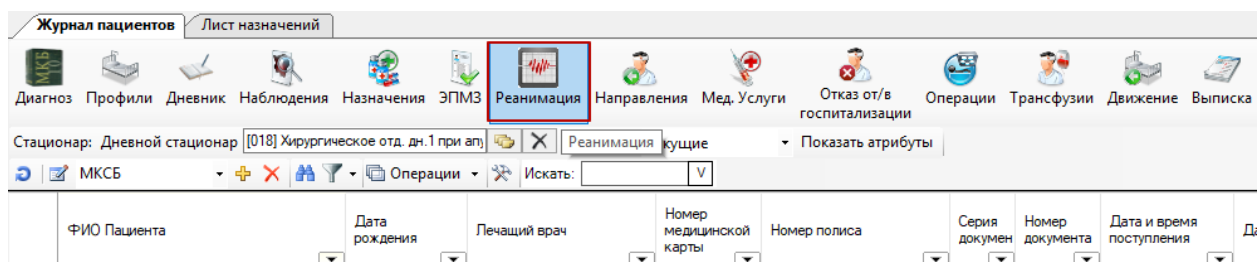 Журнал пациентов Лист назначений
МКБ 10
Диагноз Профили Дневник Наблюдения Назначения ЭПМЗ Реанимация Направления Мед. Услуги Отказ от/в госпитализации Операции Трансфузии Движение Выписка
Стационар: Дневной стационар [018] Хирургическое отд. дн.1 при апу Реанимация кущие Показать атрибуты
МКСБ Операции Искать: V
ФИО Пациента Дата рождения Лечащий врач Номер медицинской карты Номер полиса Серия докумен Номер документа Дата и время поступления Да